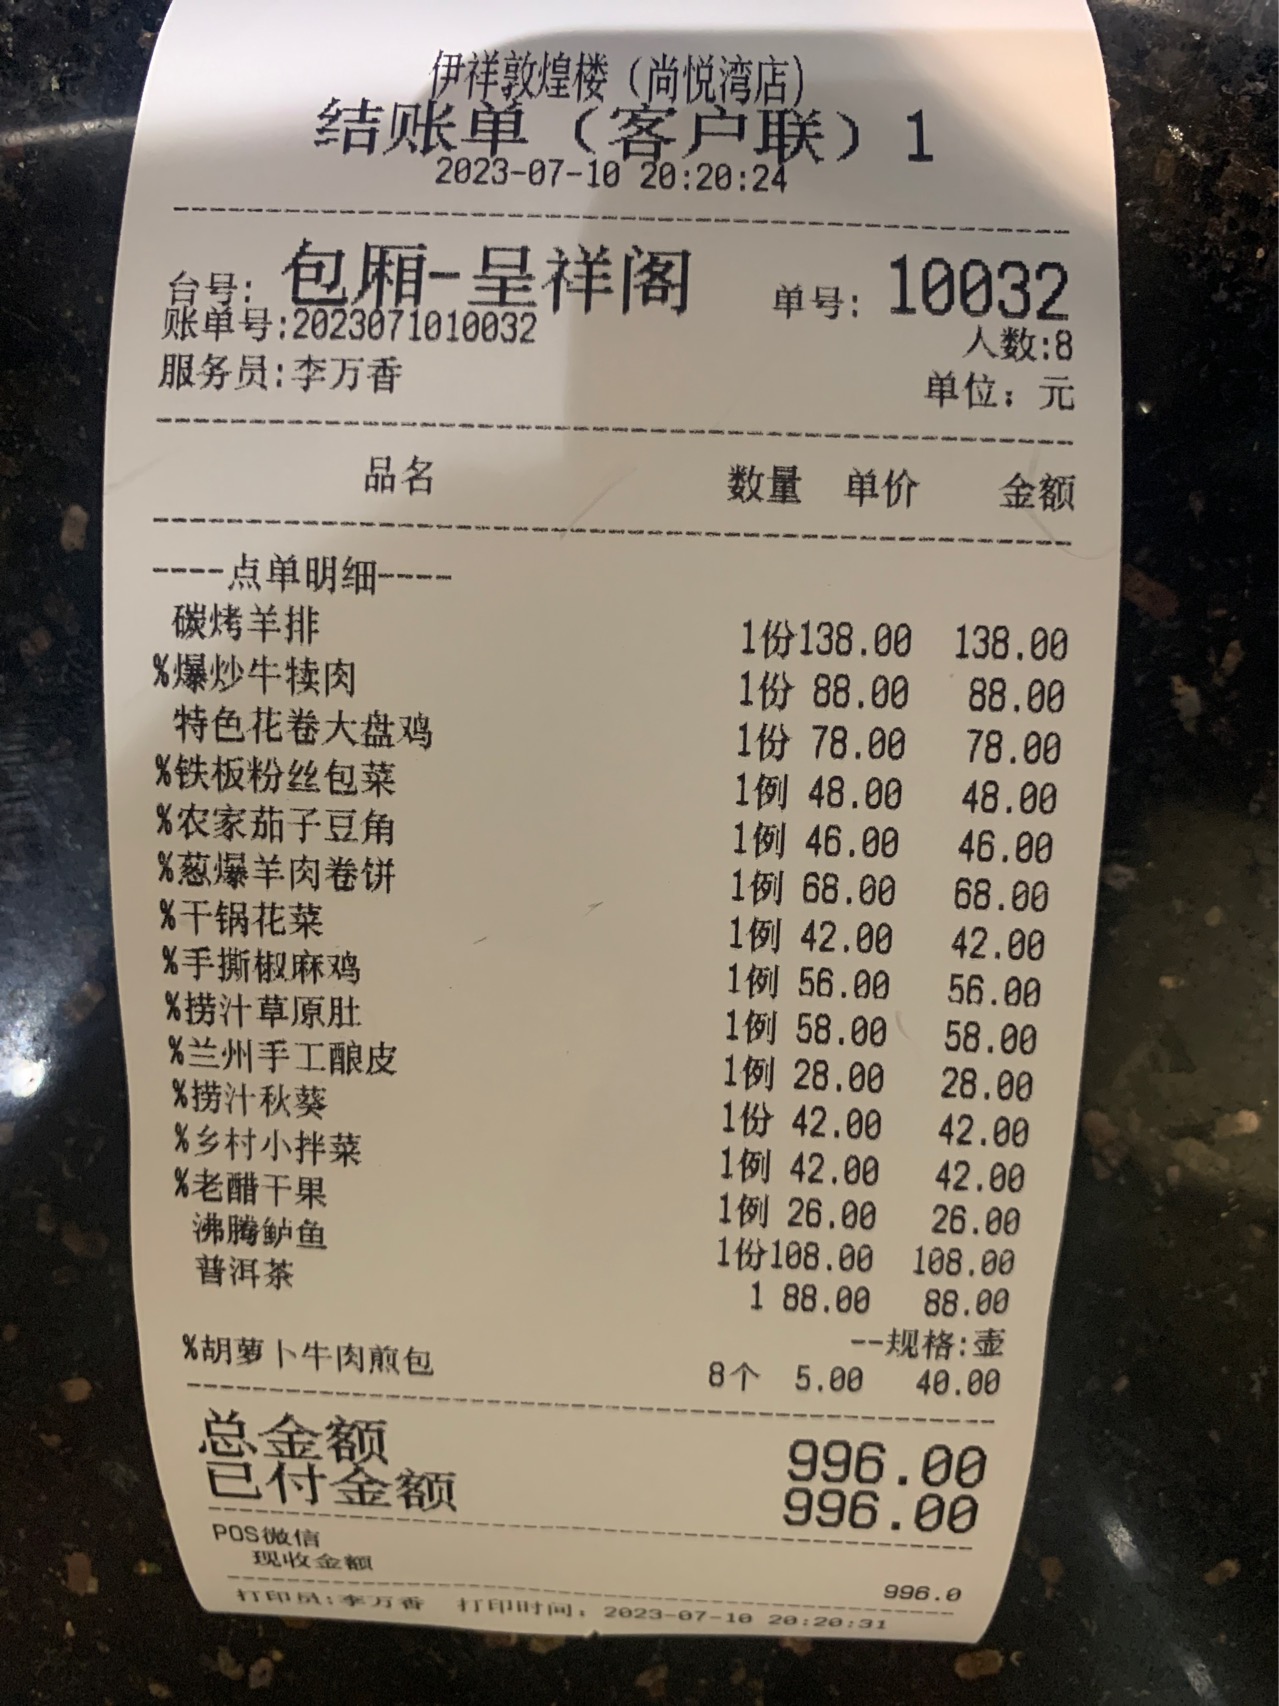 伊祥敦煌楼（尚悦湾店）
结账单（客户联）1
2023-07-10 20:20:24
台号: 包厢-呈祥阁 单号: 10032
账单号:2023071010032 人数:8
服务员:李万香 单位：元
品名 数量 单价 金额
----点单明细----
碳烤羊排 1份138.00 138.00
%爆炒牛犊肉 1份 88.00 88.00
特色花卷大盘鸡 1份 78.00 78.00
%铁板粉丝包菜 1例 48.00 48.00
%农家茄子豆角 1例 46.00 46.00
%葱爆羊肉卷饼 1例 68.00 68.00
%干锅花菜 1例 42.00 42.00
%手撕椒麻鸡 1例 56.00 56.00
%捞汁草原肚 1例 58.00 58.00
%兰州手工酿皮 1例 28.00 28.00
%捞汁秋葵 1份 42.00 42.00
%乡村小拌菜 1例 42.00 42.00
%老醋干果 1例 26.00 26.00
沸腾鲈鱼 1份108.00 108.00
普洱茶 1 88.00 88.00
--规格:壶
%胡萝卜牛肉煎包 8个 5.00 40.00
总金额 996.00
已付金额 996.00
POS微信
现收金额 996.0
打印员:李万香 打印时间：2023-07-10 20:20:31